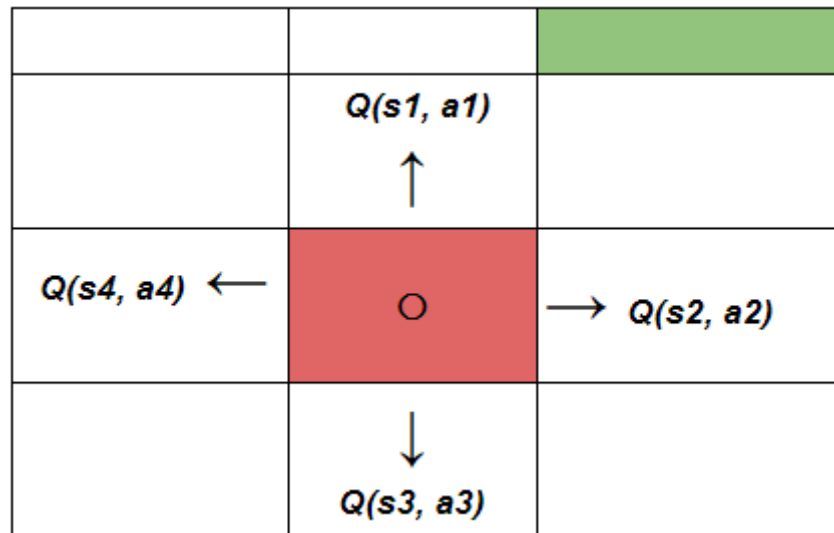 Q(s1, a1)
Q(s4, a4)
Q(s2, a2)
Q(s3, a3)